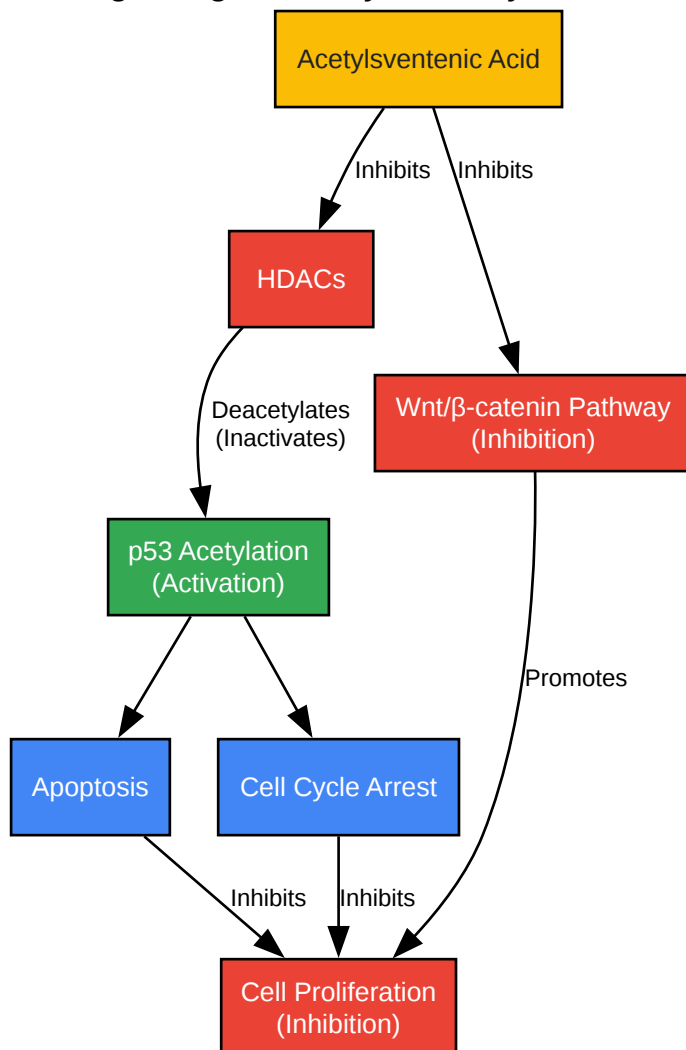 Acetylsventenic Acid
Inhibits
Inhibits
HDACs
Deacetylates
(Inactivates)
Wnt/β-catenin Pathway
(Inhibition)
p53 Acetylation
(Activation)
Promotes
Apoptosis
Cell Cycle Arrest
Inhibits
Inhibits
Cell Proliferation
(Inhibition)